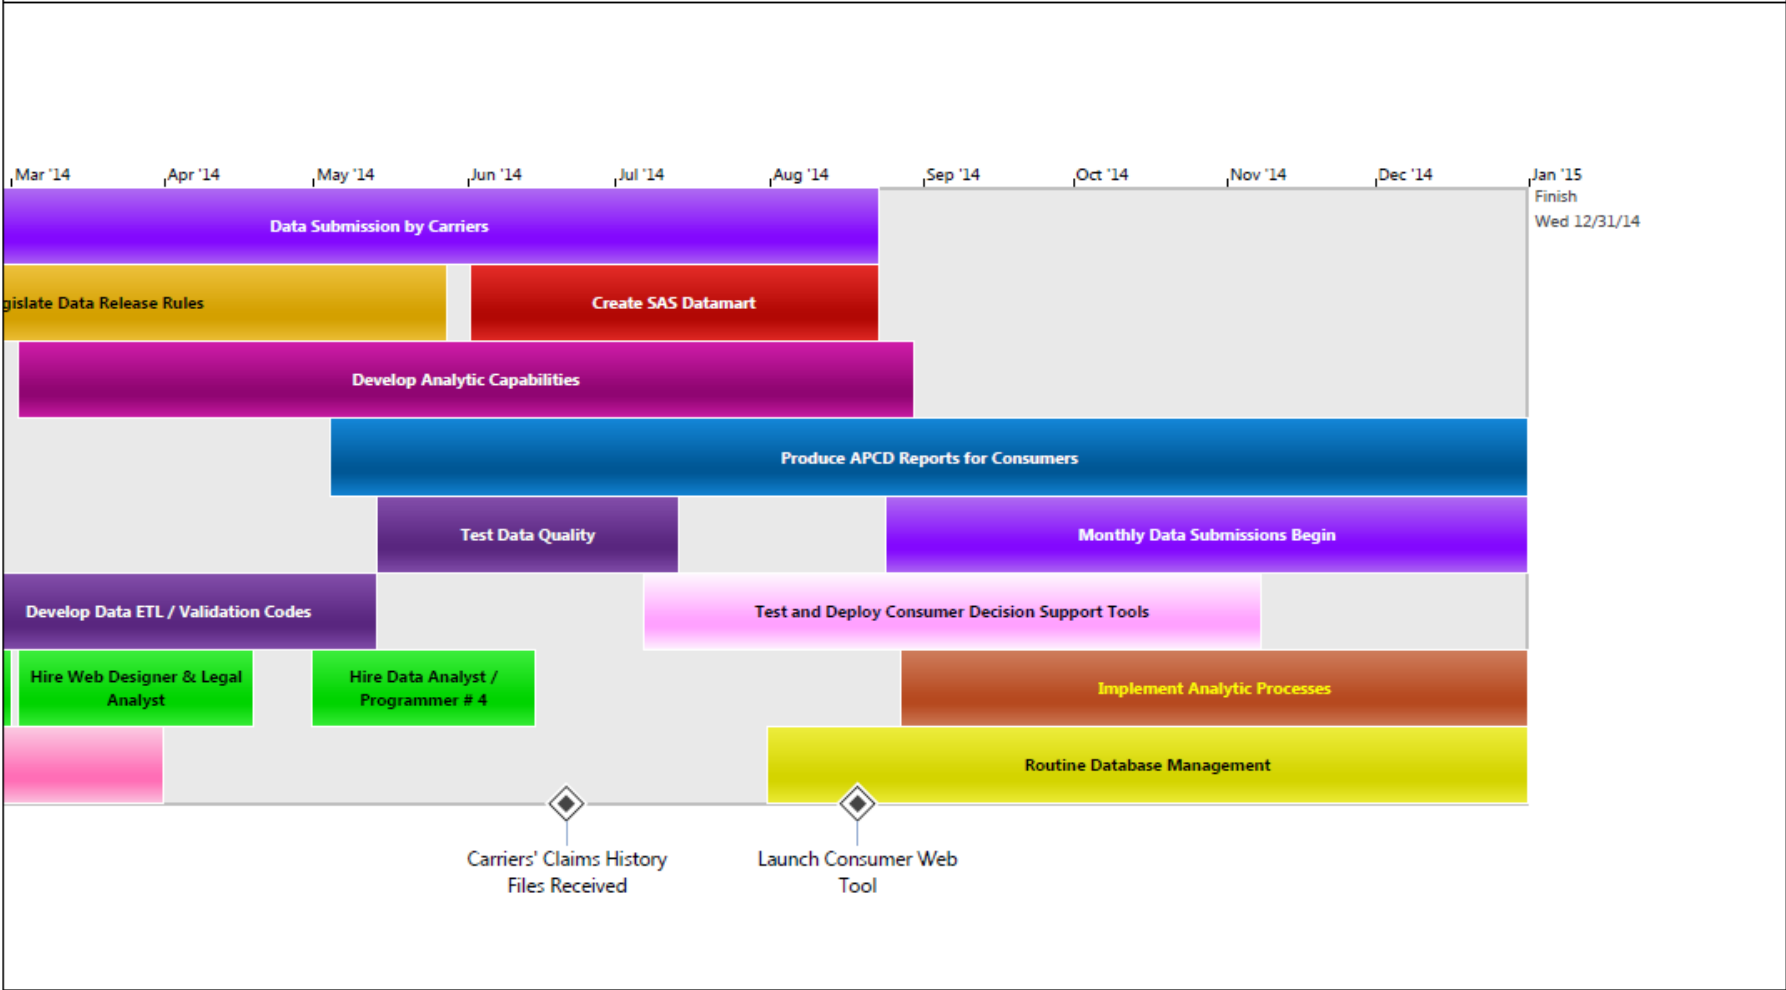 Mar '14 Apr '14 May '14 Jun '14 Jul '14 Aug '14 Sep '14 Oct '14 Nov '14 Dec '14 Jan '15
Finish
Wed 12/31/14
Data Submission by Carriers
gislate Data Release Rules
Create SAS Datamart
Develop Analytic Capabilities
Produce APCD Reports for Consumers
Test Data Quality
Monthly Data Submissions Begin
Develop Data ETL / Validation Codes
Test and Deploy Consumer Decision Support Tools
Hire Web Designer & Legal
Analyst
Hire Data Analyst /
Programmer # 4
Implement Analytic Processes
Routine Database Management
Carriers' Claims History
Files Received
Launch Consumer Web
Tool